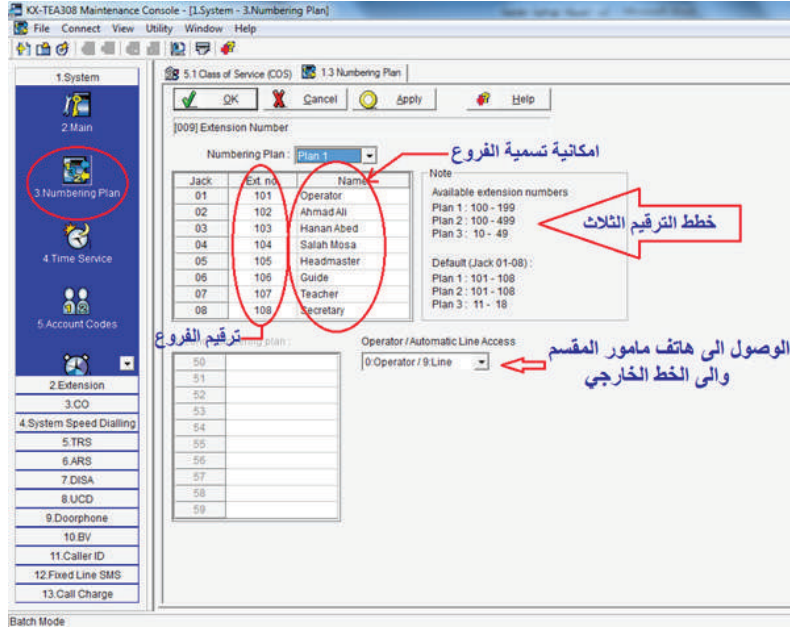 KX-TEA308 Maintenance Console - [1.System - 3.Numbering Plan]
File Connect View Utility Window Help
1.System
2.Main
3.Numbering Plan
4.Time Service
5.Account Codes
2.Extension
3.CO
4.System Speed Dialling
5.TRS
6.ARS
7.DISA
8.UCD
9.Doorphone
10.BV
11.Caller ID
12.Fixed Line SMS
13.Call Charge
5.1 Class of Service (COS) 1.3 Numbering Plan
OK Cancel Apply Help
[009] Extension Number
Numbering Plan : Plan 1
امكانية تسمية الفروع
Jack Ext. no. Name
01 101 Operator
02 102 Ahmad Ali
03 103 Hanan Abed
04 104 Salah Mosa
05 105 Headmaster
06 106 Guide
07 107 Teacher
08 108 Secretary
Note
Available extension numbers
Plan 1 : 100 - 199
Plan 2 : 100 - 499
Plan 3 : 10 - 49
Default (Jack 01-08) :
Plan 1 : 101 - 108
Plan 2 : 101 - 108
Plan 3 : 11 - 18
خطط الترقيم الثلاث
ترقيم الفروع
plan :
50
51
52
53
54
55
56
57
58
59
Operator / Automatic Line Access
0:Operator / 9:Line
الوصول الى هاتف مامور المقسم
والى الخط الخارجي
Batch Mode